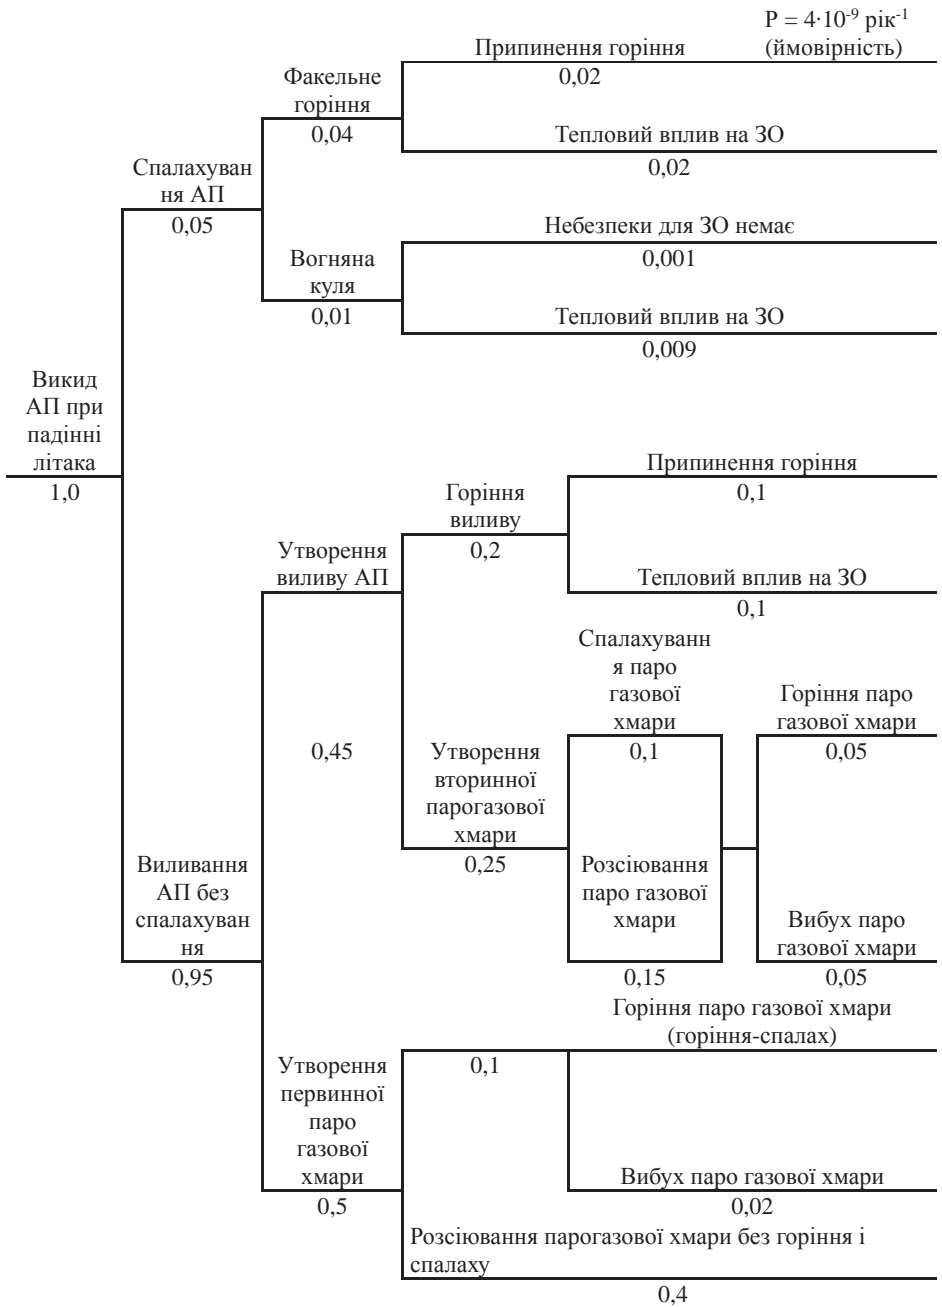 P = 4·10⁻⁹ рік⁻¹
(ймовірність)
Припинення горіння
0,02
Факельне
горіння
0,04
Тепловий вплив на ЗО
0,02
Спалахуван
ня АП
0,05
Небезпеки для ЗО немає
0,001
Вогняна
куля
0,01
Тепловий вплив на ЗО
0,009
Викид
АП при
падінні
літака
1,0
Припинення горіння
0,1
Горіння
виливу
0,2
Утворення
виливу АП
0,45
Тепловий вплив на ЗО
0,1
Спалахуванн
я паро
газової
хмари
0,1
Горіння паро
газової хмари
0,05
Утворення
вторинної
парогазової
хмари
0,25
Розсіювання
паро газової
хмари
0,15
Вибух паро
газової хмари
0,05
Виливання
АП без
спалахуван
ня
0,95
Горіння паро газової хмари
(горіння-спалах)
0,1
Утворення
первинної
паро
газової
хмари
0,5
Вибух паро газової хмари
0,02
Розсіювання парогазової хмари без горіння і
спалаху
0,4